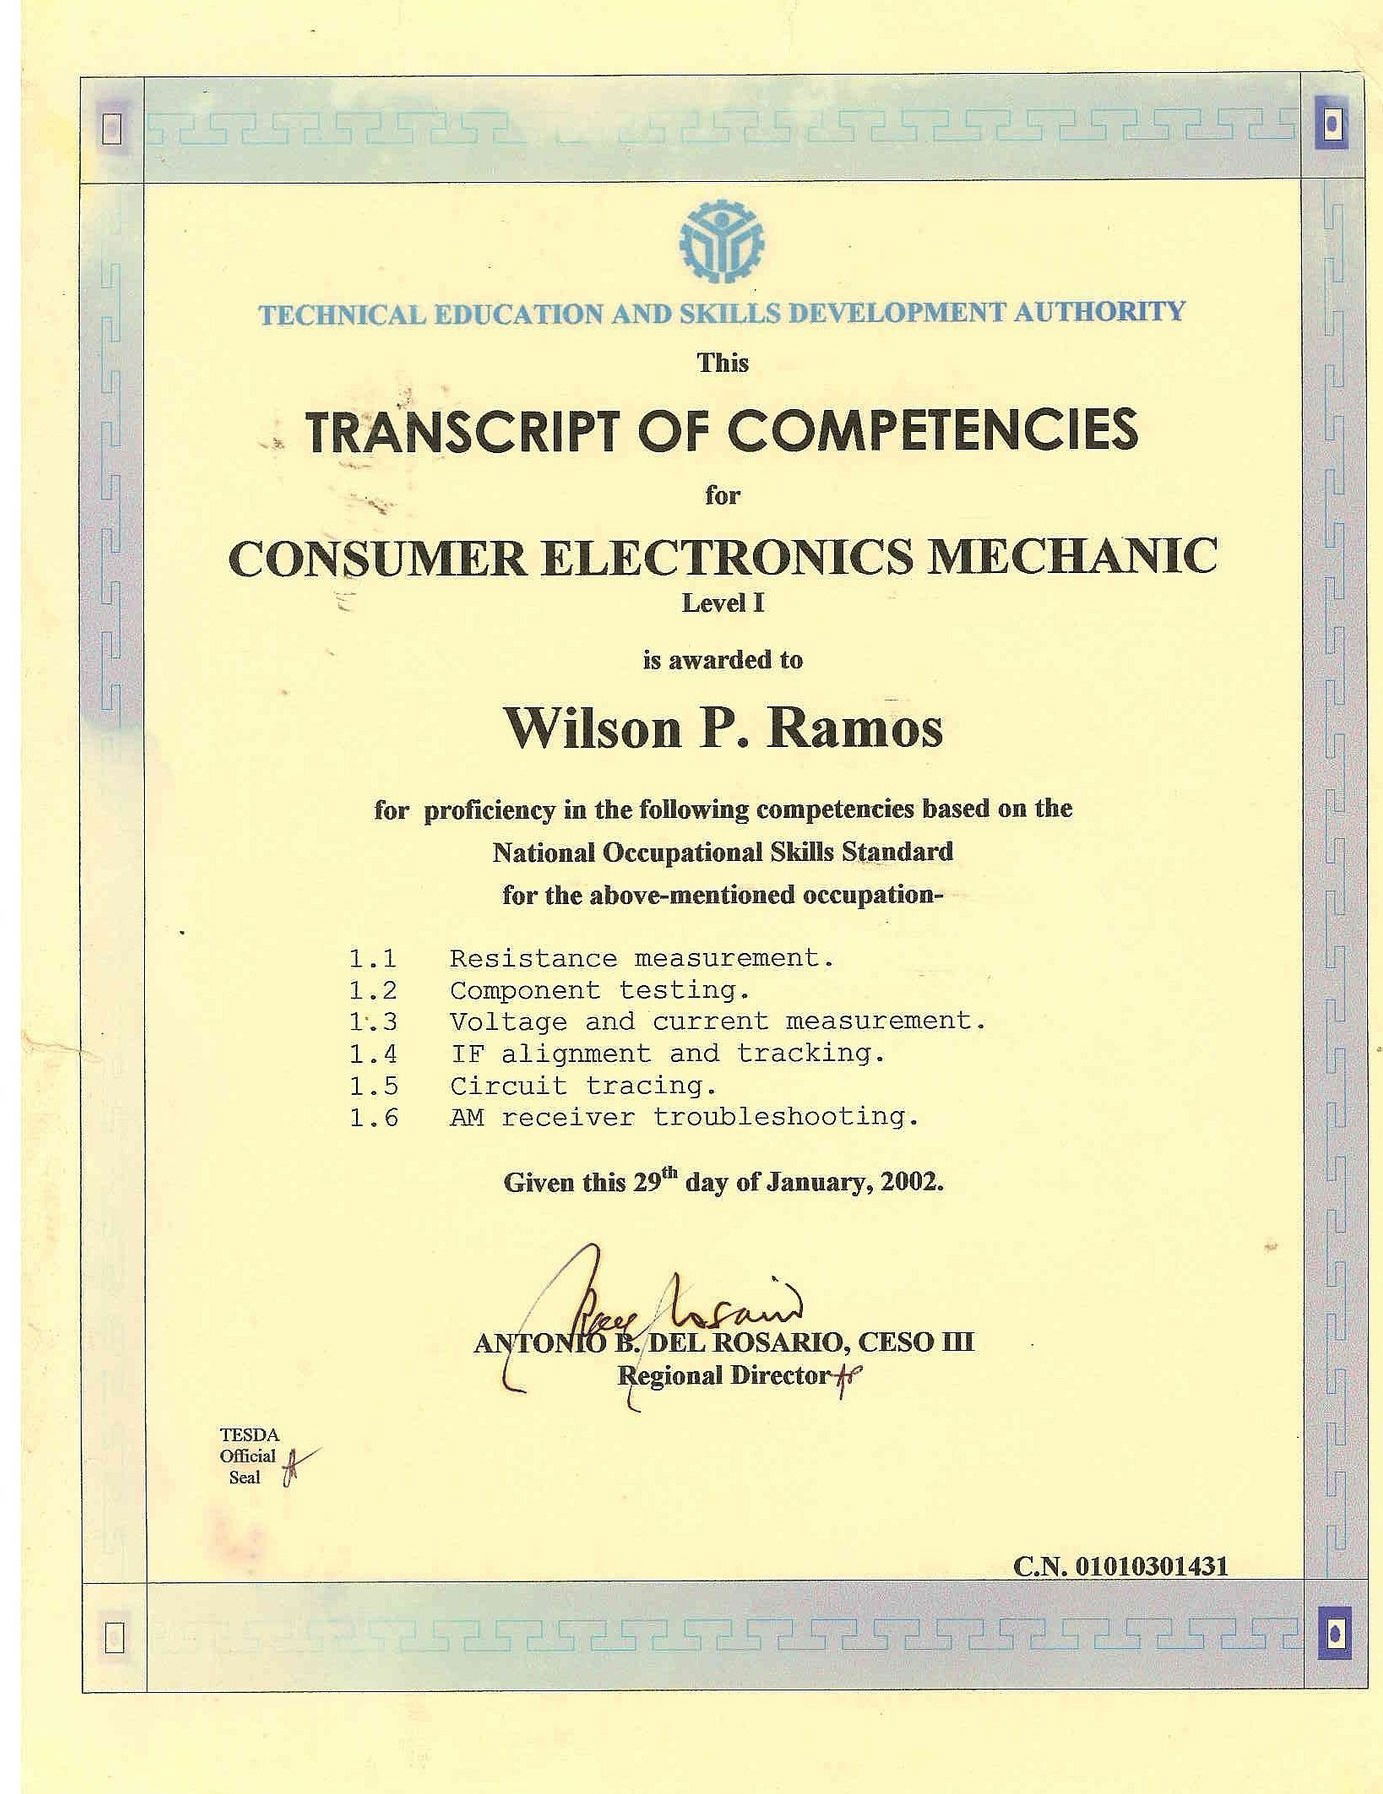 TECHNICAL EDUCATION AND SKILLS DEVELOPMENT AUTHORITY
This
TRANSCRIPT OF COMPETENCIES
for
CONSUMER ELECTRONICS MECHANIC
Level I
is awarded to
Wilson P. Ramos
for proficiency in the following competencies based on the
National Occupational Skills Standard
for the above-mentioned occupation-
1.1 Resistance measurement.
1.2 Component testing.
1.3 Voltage and current measurement.
1.4 IF alignment and tracking.
1.5 Circuit tracing.
1.6 AM receiver troubleshooting.
Given this 29th day of January, 2002.
ANTONIO B. DEL ROSARIO, CESO III
Regional Director
TESDA
Official
Seal
C.N. 01010301431